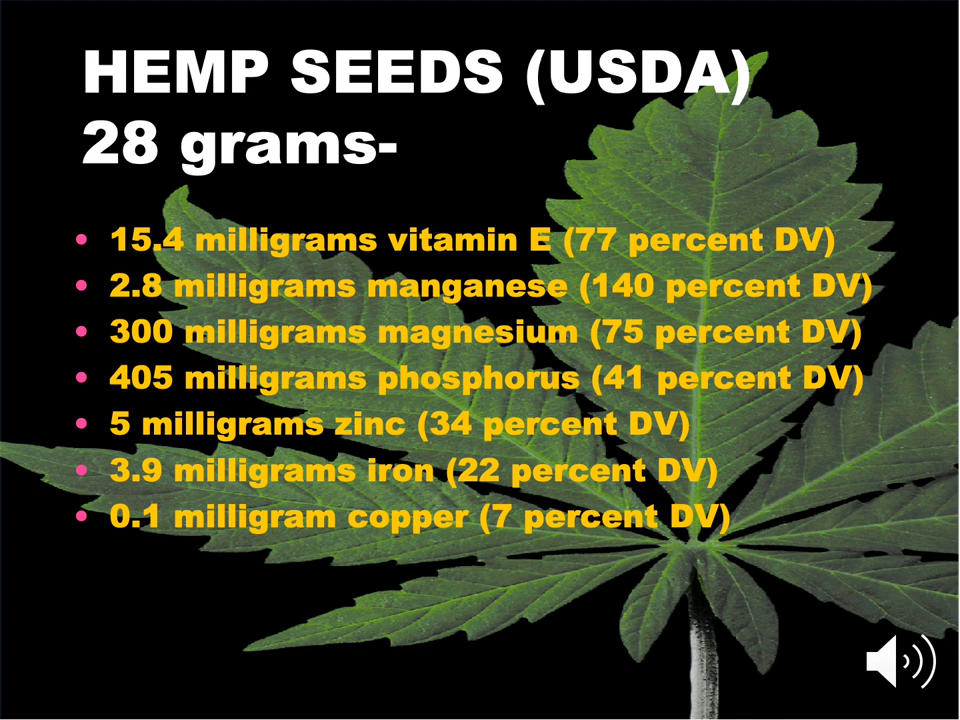 HEMP SEEDS (USDA)
28 grams-
• 15.4 milligrams vitamin E (77 percent DV)
• 2.8 milligrams manganese (140 percent DV)
• 300 milligrams magnesium (75 percent DV)
• 405 milligrams phosphorus (41 percent DV)
• 5 milligrams zinc (34 percent DV)
• 3.9 milligrams iron (22 percent DV)
• 0.1 milligram copper (7 percent DV)